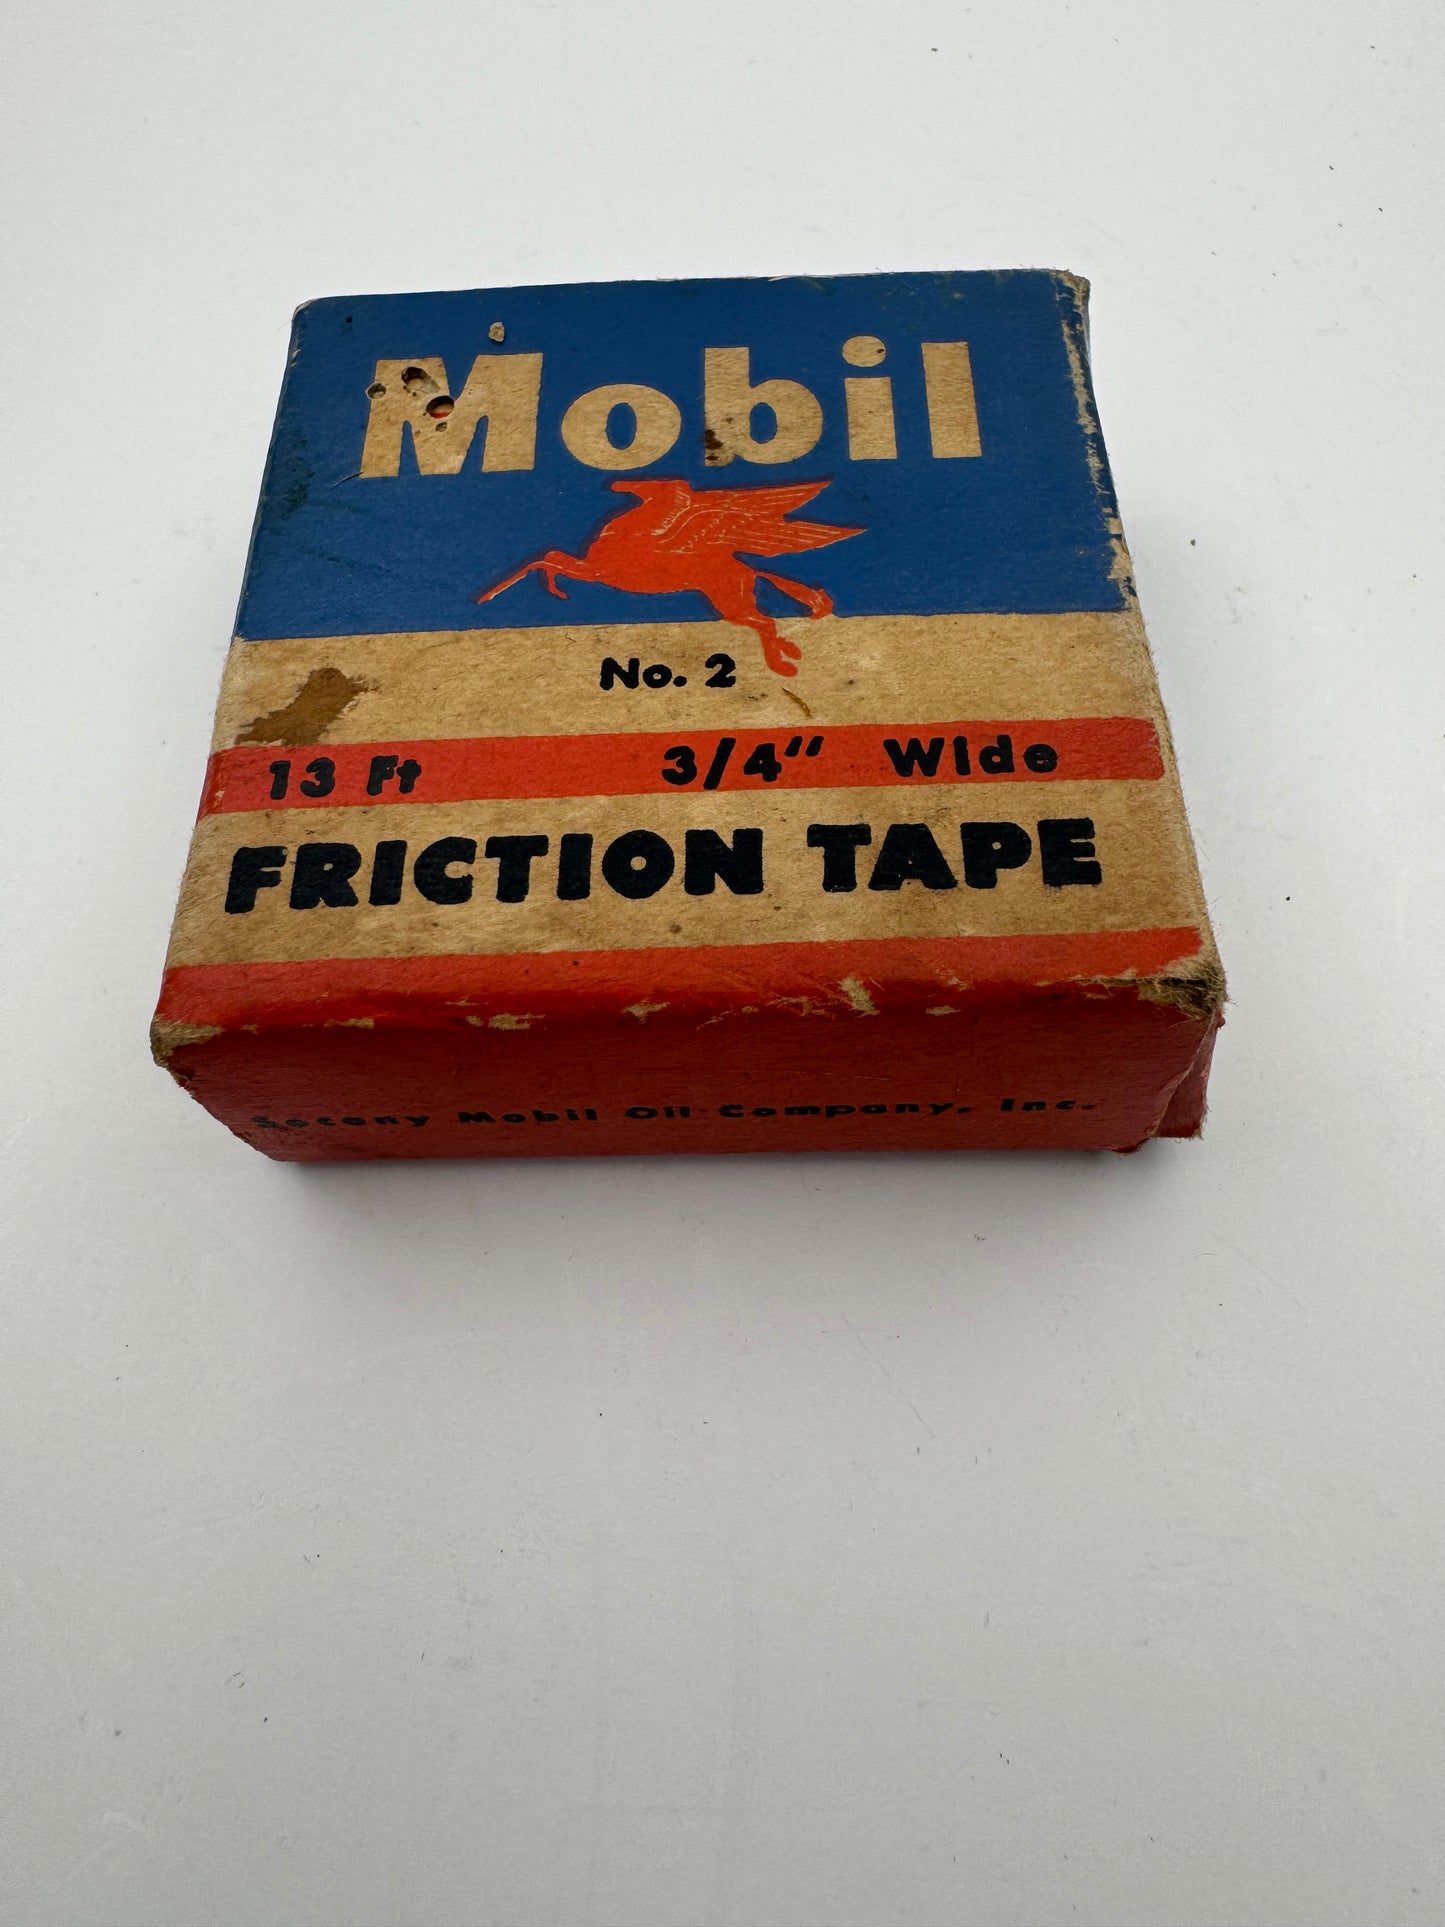 Mobil
No. 2
13 Ft 3/4" Wide
FRICTION TAPE
Socony Mobil Oil Company, Inc.